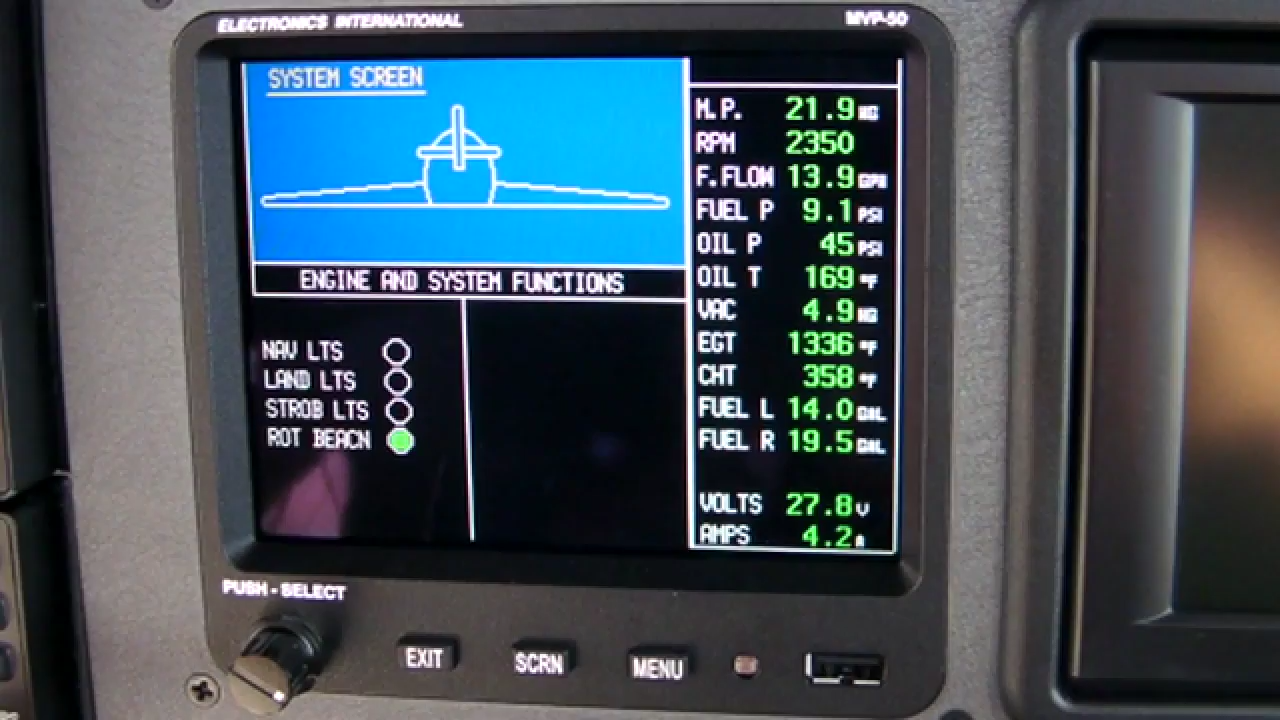 ELECTRONICS INTERNATIONAL
MVP-50
SYSTEM SCREEN
ENGINE AND SYSTEM FUNCTIONS
NAV LTS
LAND LTS
STROB LTS
ROT BEACN
M.P. 21.9 HG
RPM 2350
F.FLOW 13.9 GPH
FUEL P 9.1 PSI
OIL P 45 PSI
OIL T 169 °F
VAC 4.9 HG
EGT 1336 °F
CHT 358 °F
FUEL L 14.0 GAL
FUEL R 19.5 GAL
VOLTS 27.8 V
AMPS 4.2 A
PUSH - SELECT
EXIT
SCRN
MENU